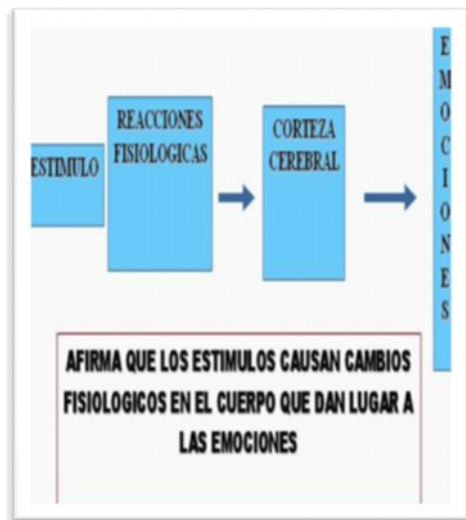 ESTIMULO
REACCIONES
FISIOLOGICAS
CORTEZA
CEREBRAL
EMOCIONES
AFIRMA QUE LOS ESTIMULOS CAUSAN CAMBIOS
FISIOLOGICOS EN EL CUERPO QUE DAN LUGAR A
LAS EMOCIONES